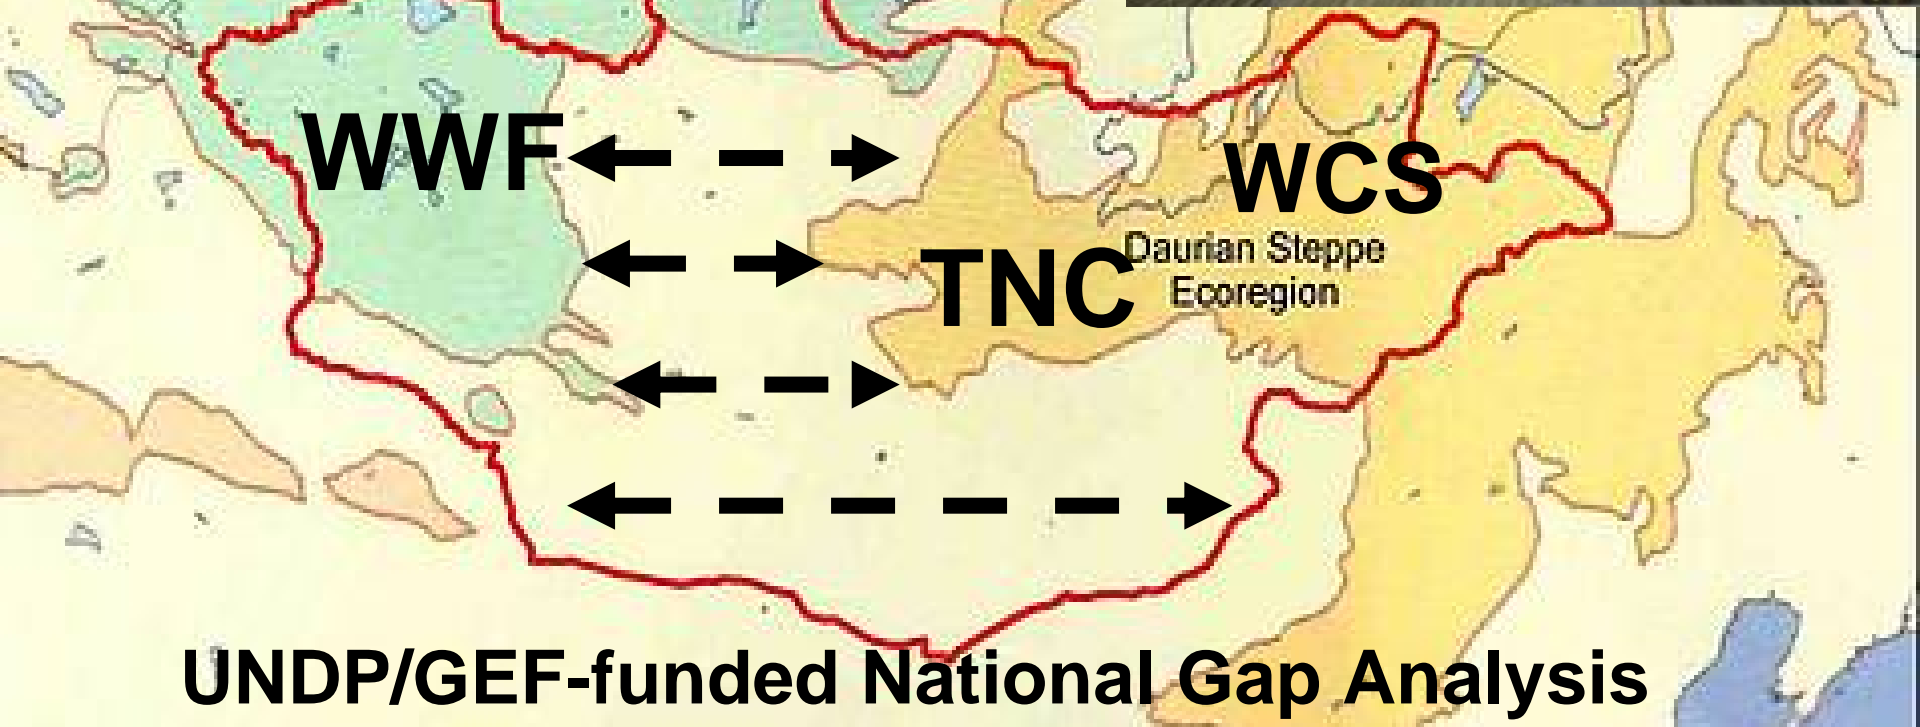 WWF
WCS
TNC
Daurian Steppe
Ecoregion
UNDP/GEF-funded National Gap Analysis